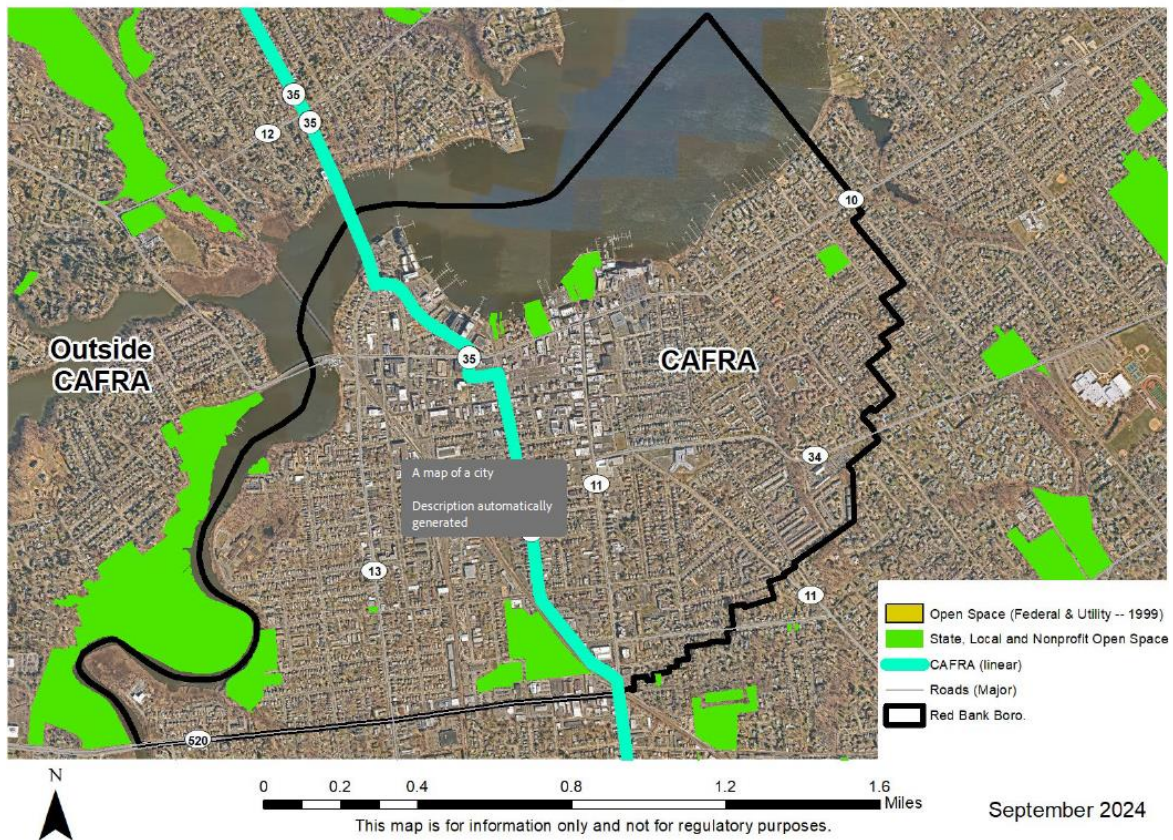 35
35
12
10
Outside
CAFRA
35
CAFRA
34
A map of a city
Description automatically
generated
11
13
11
520
Open Space (Federal & Utility -- 1999)
State, Local and Nonprofit Open Space
CAFRA (linear)
Roads (Major)
Red Bank Boro.
N
0 0.2 0.4 0.8 1.2 1.6
Miles
This map is for information only and not for regulatory purposes.
September 2024